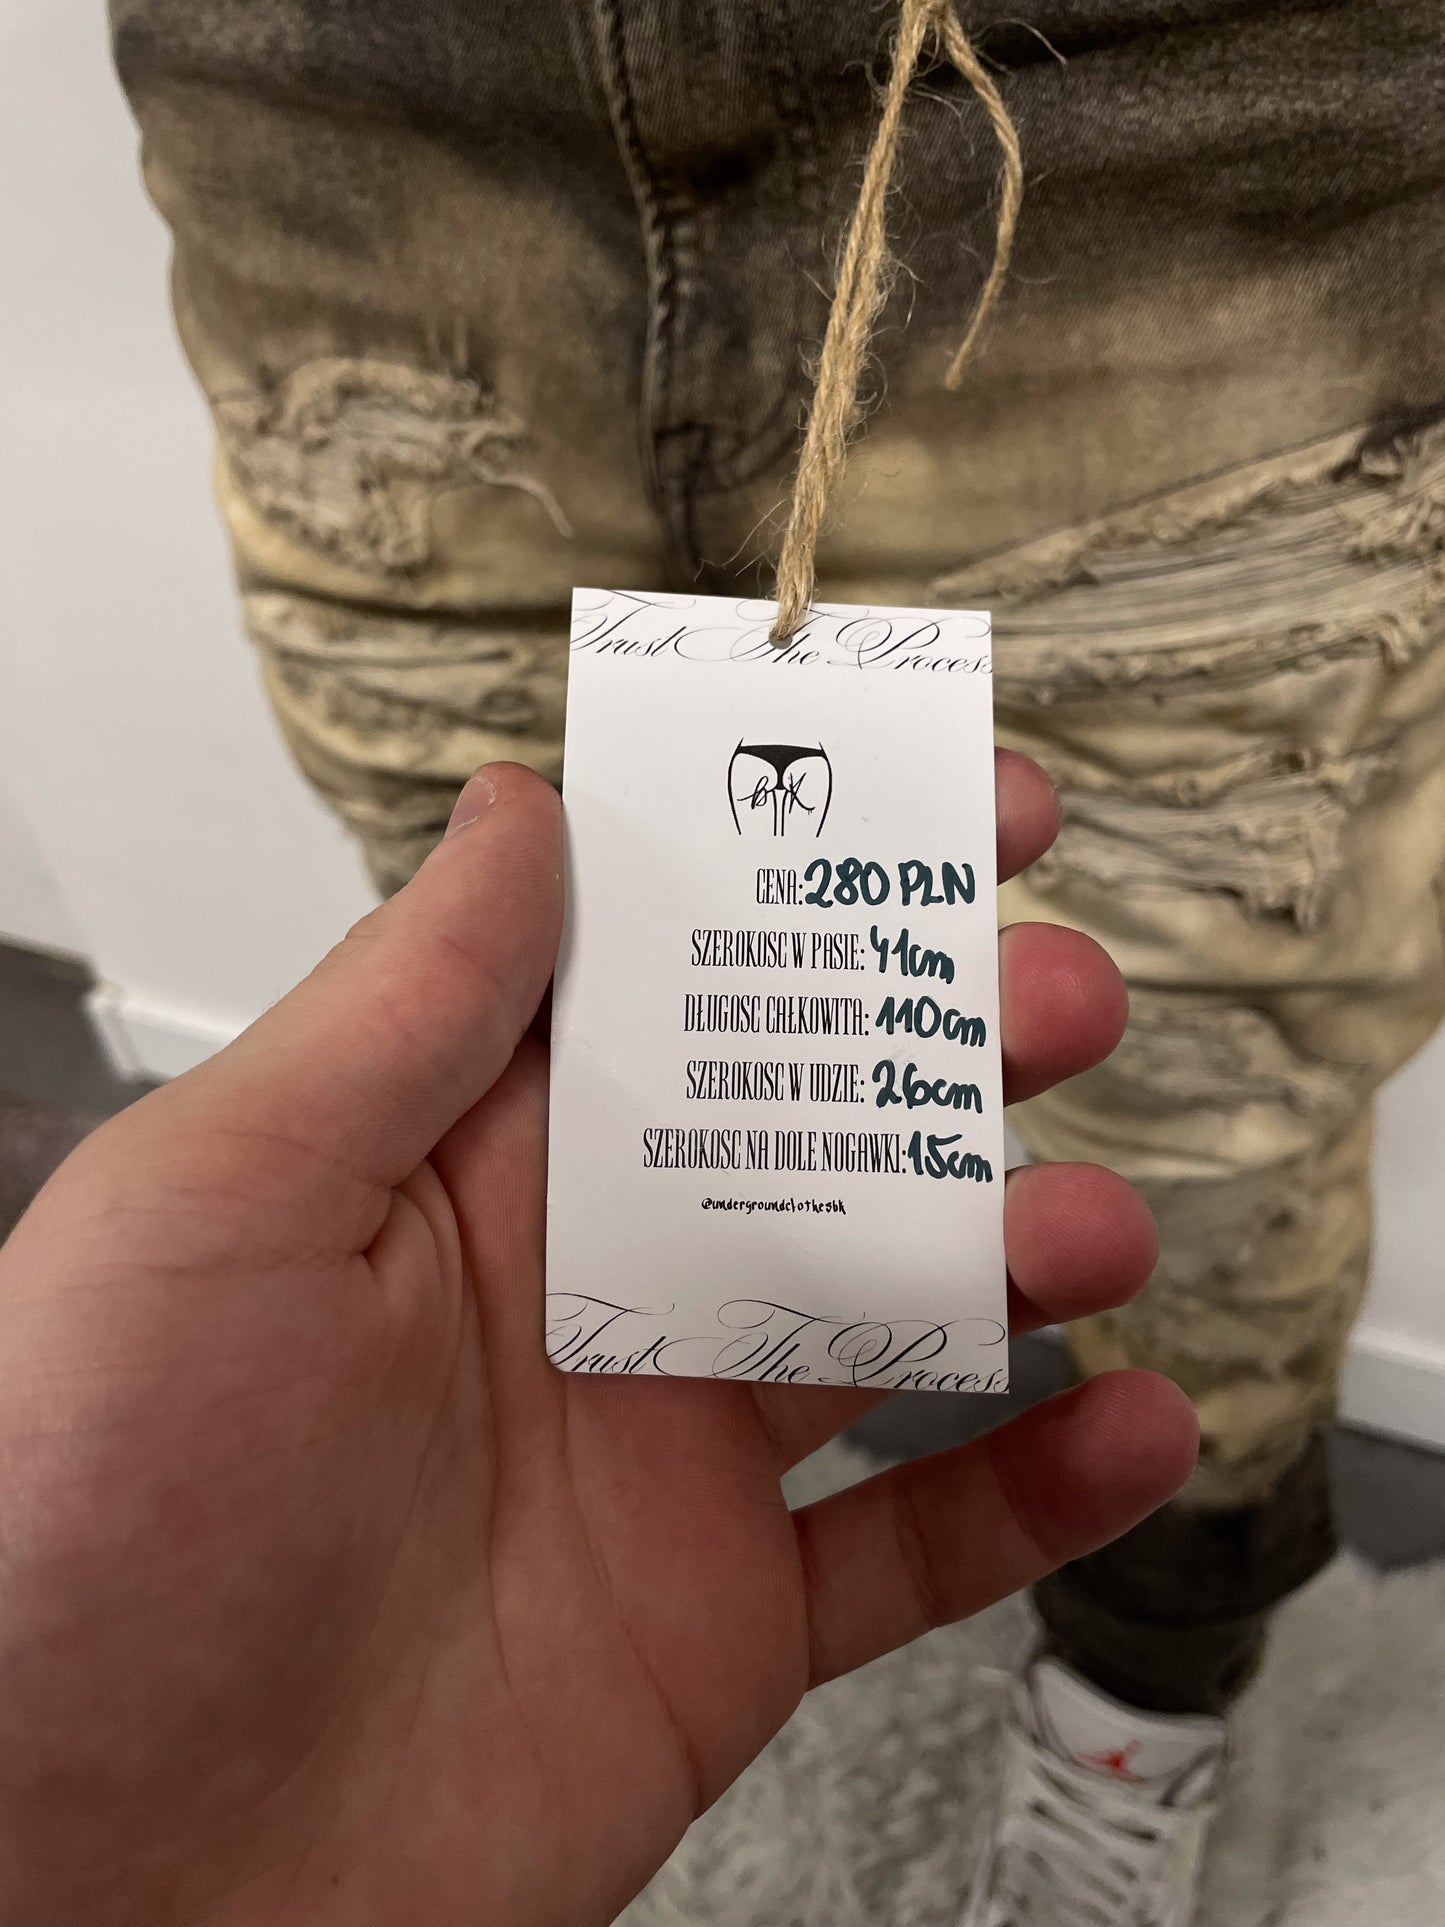 Trust The Process
BK
CENA: 280 PLN
SZEROKOSC W PASIE: 41cm
DŁUGOSC CAŁKOWITA: 110cm
SZEROKOSC W UDZIE: 26cm
SZEROKOSC NA DOLE NOGAWKI: 15cm
@undergroundclothesbk
Trust The Process